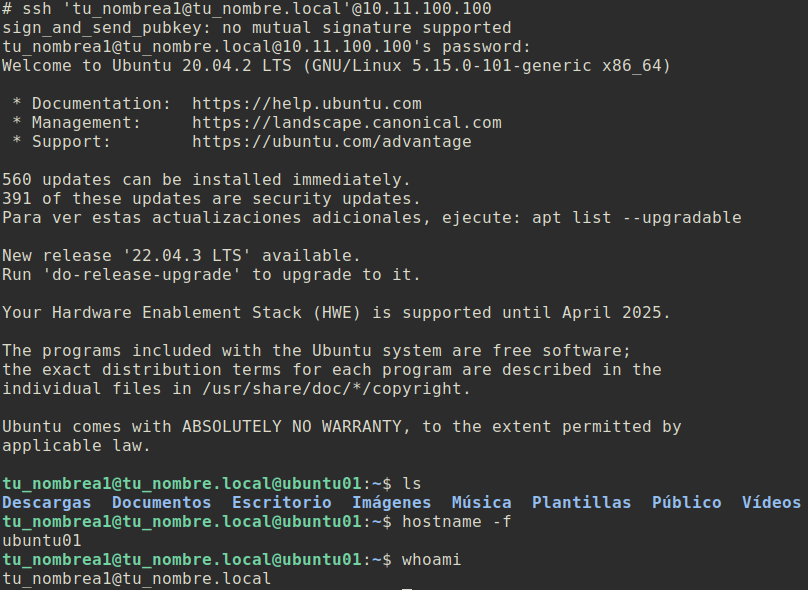 # ssh 'tu_nombrea1@tu_nombre.local'@10.11.100.100
sign_and_send_pubkey: no mutual signature supported
tu_nombrea1@tu_nombre.local@10.11.100.100's password:
Welcome to Ubuntu 20.04.2 LTS (GNU/Linux 5.15.0-101-generic x86_64)

 * Documentation:  https://help.ubuntu.com
 * Management:     https://landscape.canonical.com
 * Support:        https://ubuntu.com/advantage

560 updates can be installed immediately.
391 of these updates are security updates.
Para ver estas actualizaciones adicionales, ejecute: apt list --upgradable

New release '22.04.3 LTS' available.
Run 'do-release-upgrade' to upgrade to it.

Your Hardware Enablement Stack (HWE) is supported until April 2025.

The programs included with the Ubuntu system are free software;
the exact distribution terms for each program are described in the
individual files in /usr/share/doc/*/copyright.

Ubuntu comes with ABSOLUTELY NO WARRANTY, to the extent permitted by
applicable law.

tu_nombrea1@tu_nombre.local@ubuntu01:~$ ls
Descargas  Documentos  Escritorio  Imágenes  Música  Plantillas  Público  Vídeos
tu_nombrea1@tu_nombre.local@ubuntu01:~$ hostname -f
ubuntu01
tu_nombrea1@tu_nombre.local@ubuntu01:~$ whoami
tu_nombrea1@tu_nombre.local